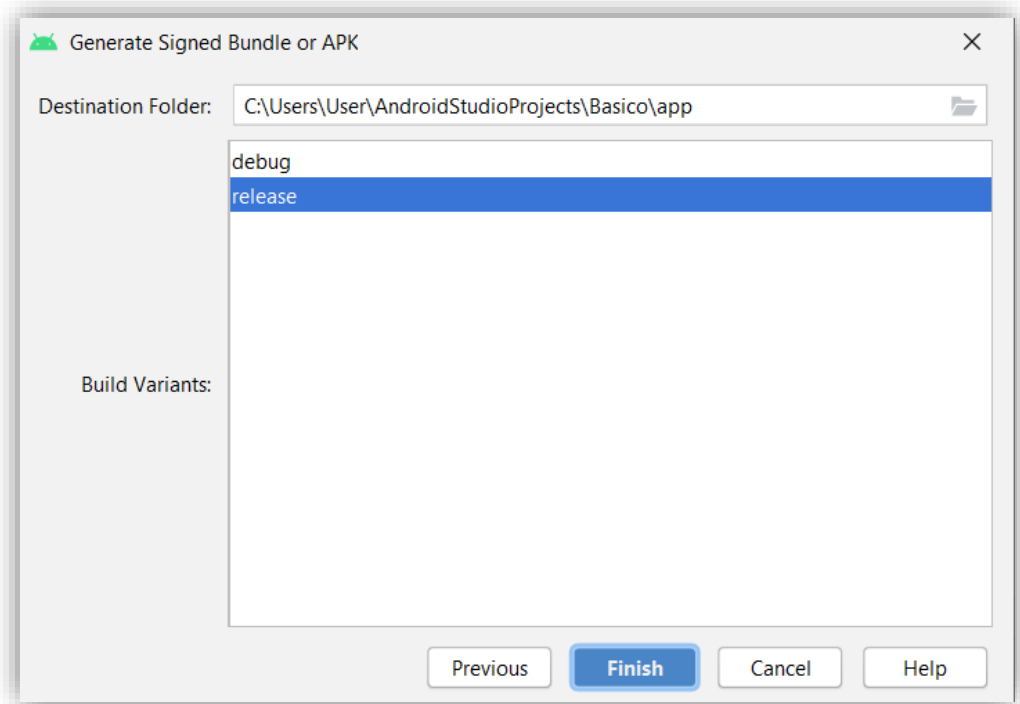 Generate Signed Bundle or APK
Destination Folder: C:\Users\User\AndroidStudioProjects\Basico\app
debug
release
Build Variants:
Previous Finish Cancel Help